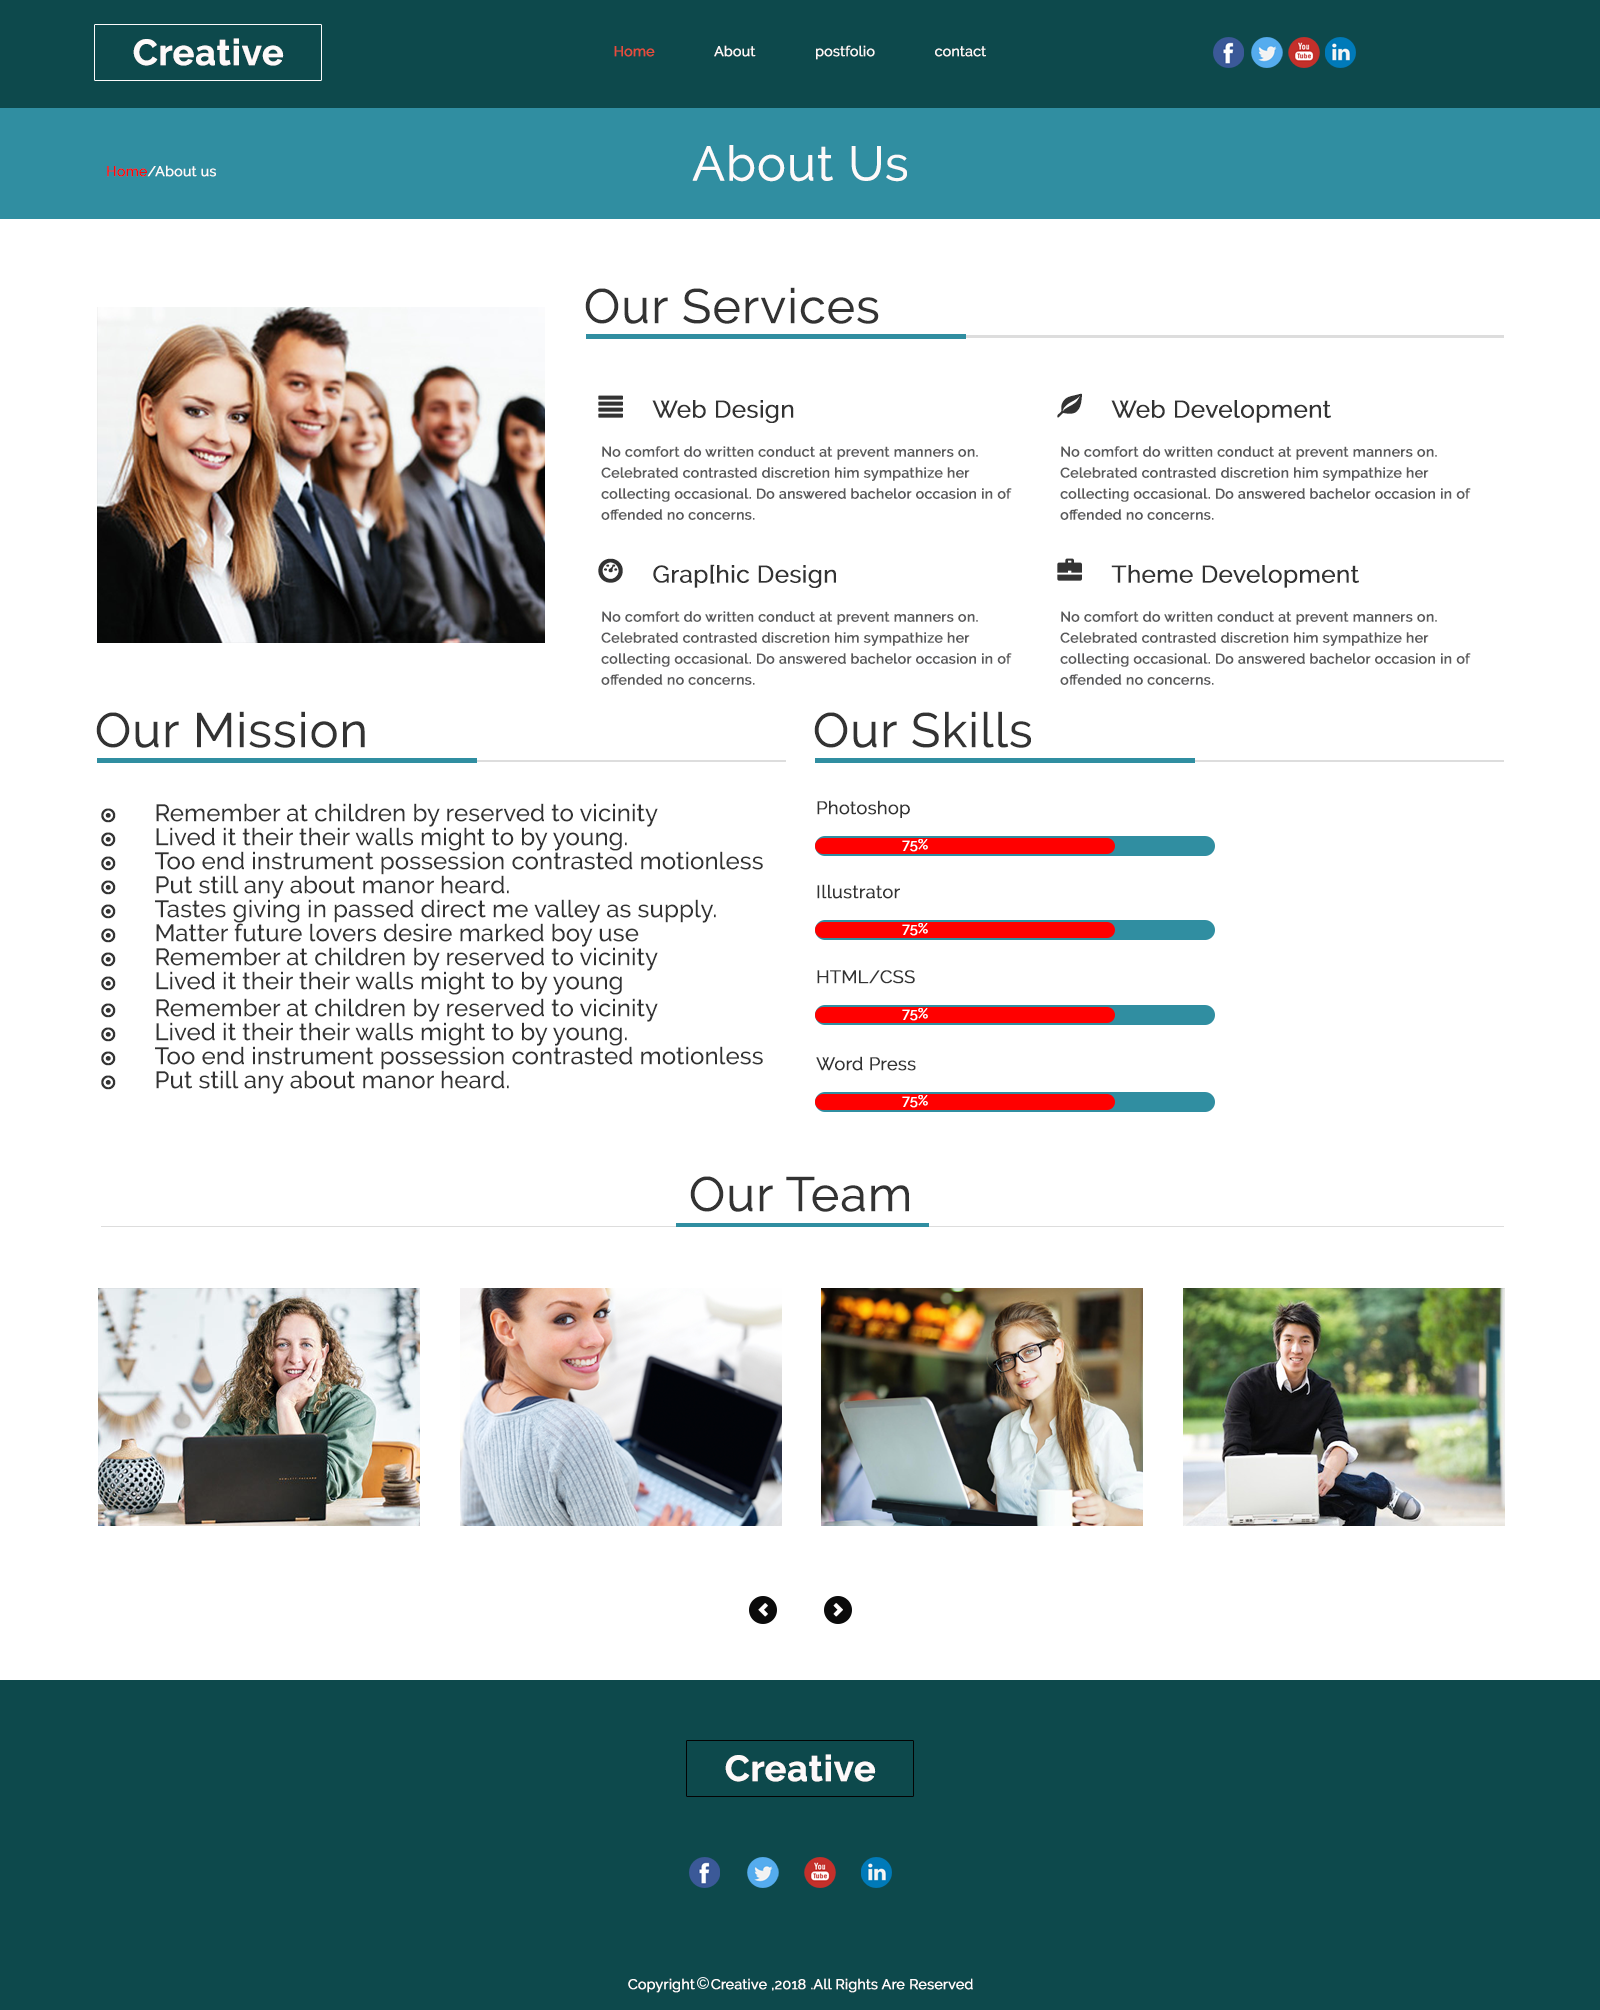 Creative
Home About postfolio contact
You Tube
in
Home/About us
About Us
Our Services
Web Design
No comfort do written conduct at prevent manners on.
Celebrated contrasted discretion him sympathize her
collecting occasional. Do answered bachelor occasion in of
offended no concerns.
Web Development
No comfort do written conduct at prevent manners on.
Celebrated contrasted discretion him sympathize her
collecting occasional. Do answered bachelor occasion in of
offended no concerns.
Grap[hic Design
No comfort do written conduct at prevent manners on.
Celebrated contrasted discretion him sympathize her
collecting occasional. Do answered bachelor occasion in of
offended no concerns.
Theme Development
No comfort do written conduct at prevent manners on.
Celebrated contrasted discretion him sympathize her
collecting occasional. Do answered bachelor occasion in of
offended no concerns.
Our Mission
Remember at children by reserved to vicinity
Lived it their their walls might to by young.
Too end instrument possession contrasted motionless
Put still any about manor heard.
Tastes giving in passed direct me valley as supply.
Matter future lovers desire marked boy use
Remember at children by reserved to vicinity
Lived it their their walls might to by young
Remember at children by reserved to vicinity
Lived it their their walls might to by young.
Too end instrument possession contrasted motionless
Put still any about manor heard.
Our Skills
Photoshop
75%
Illustrator
75%
HTML/CSS
75%
Word Press
75%
Our Team
HEWLETT-PACKARD
Creative
You Tube
in
Copyright©Creative ,2018 .All Rights Are Reserved